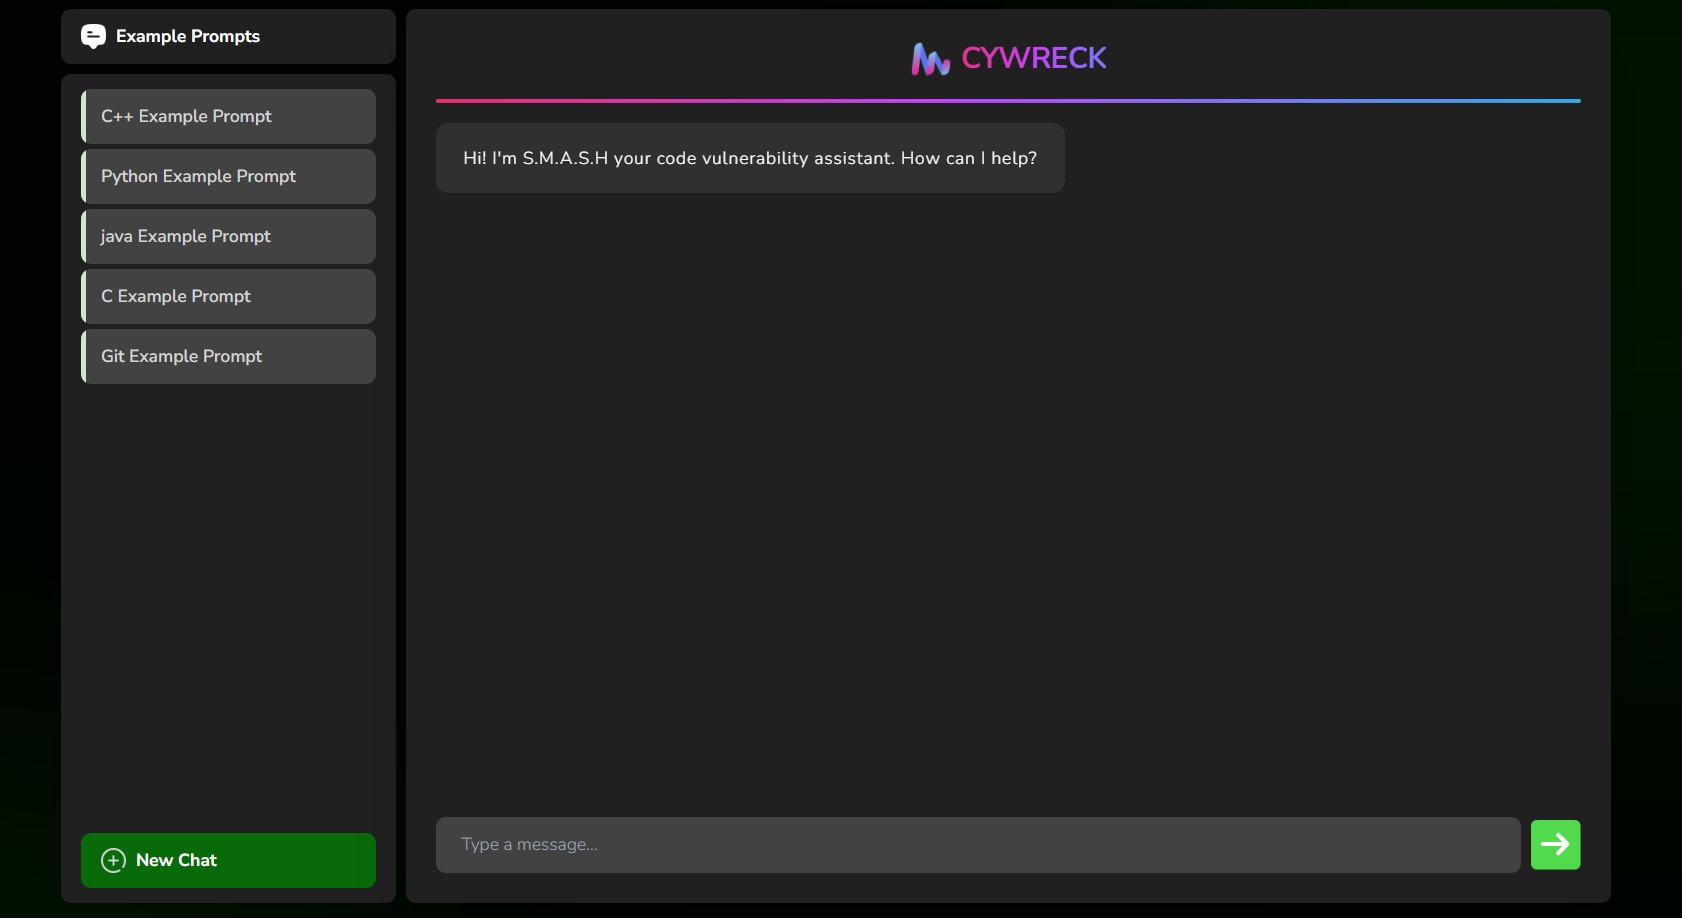 Example Prompts
C++ Example Prompt
Python Example Prompt
java Example Prompt
C Example Prompt
Git Example Prompt
New Chat
CYWRECK
Hi! I'm S.M.A.S.H your code vulnerability assistant. How can I help?
Type a message...